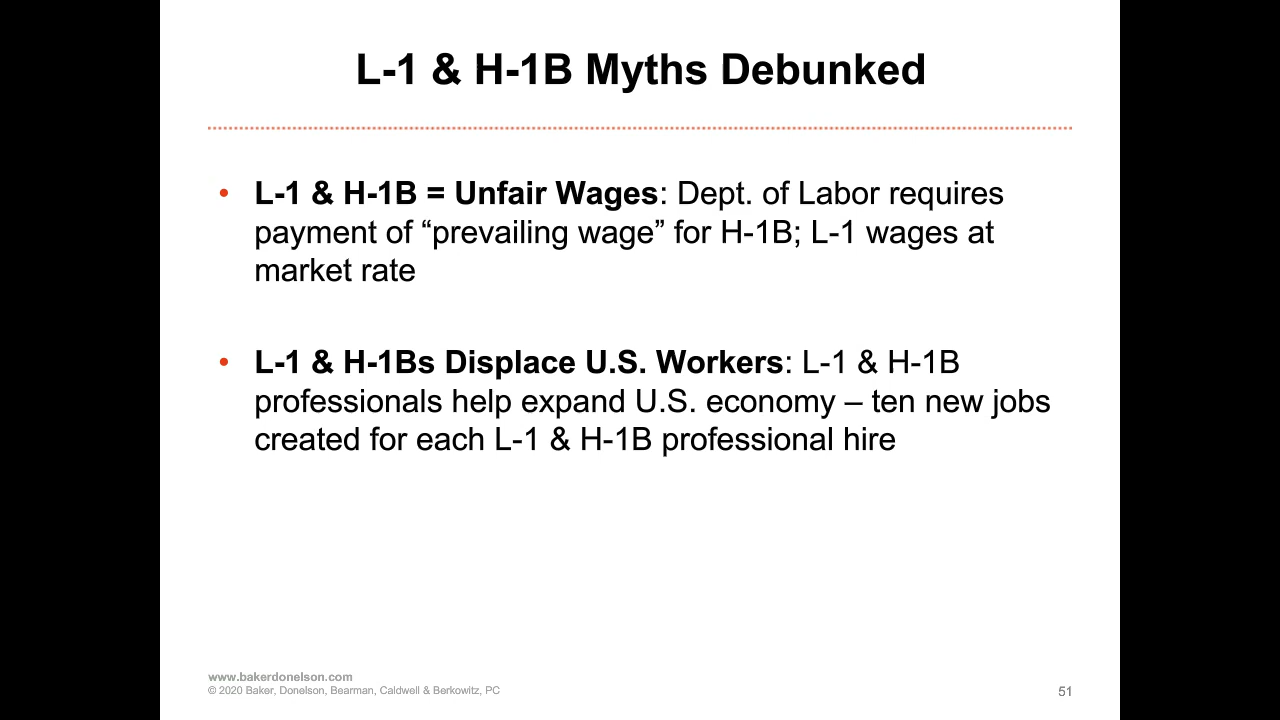 L-1 & H-1B Myths Debunked
• L-1 & H-1B = Unfair Wages: Dept. of Labor requires
payment of “prevailing wage” for H-1B; L-1 wages at
market rate
• L-1 & H-1Bs Displace U.S. Workers: L-1 & H-1B
professionals help expand U.S. economy – ten new jobs
created for each L-1 & H-1B professional hire
www.bakerdonelson.com
© 2020 Baker, Donelson, Bearman, Caldwell & Berkowitz, PC
51